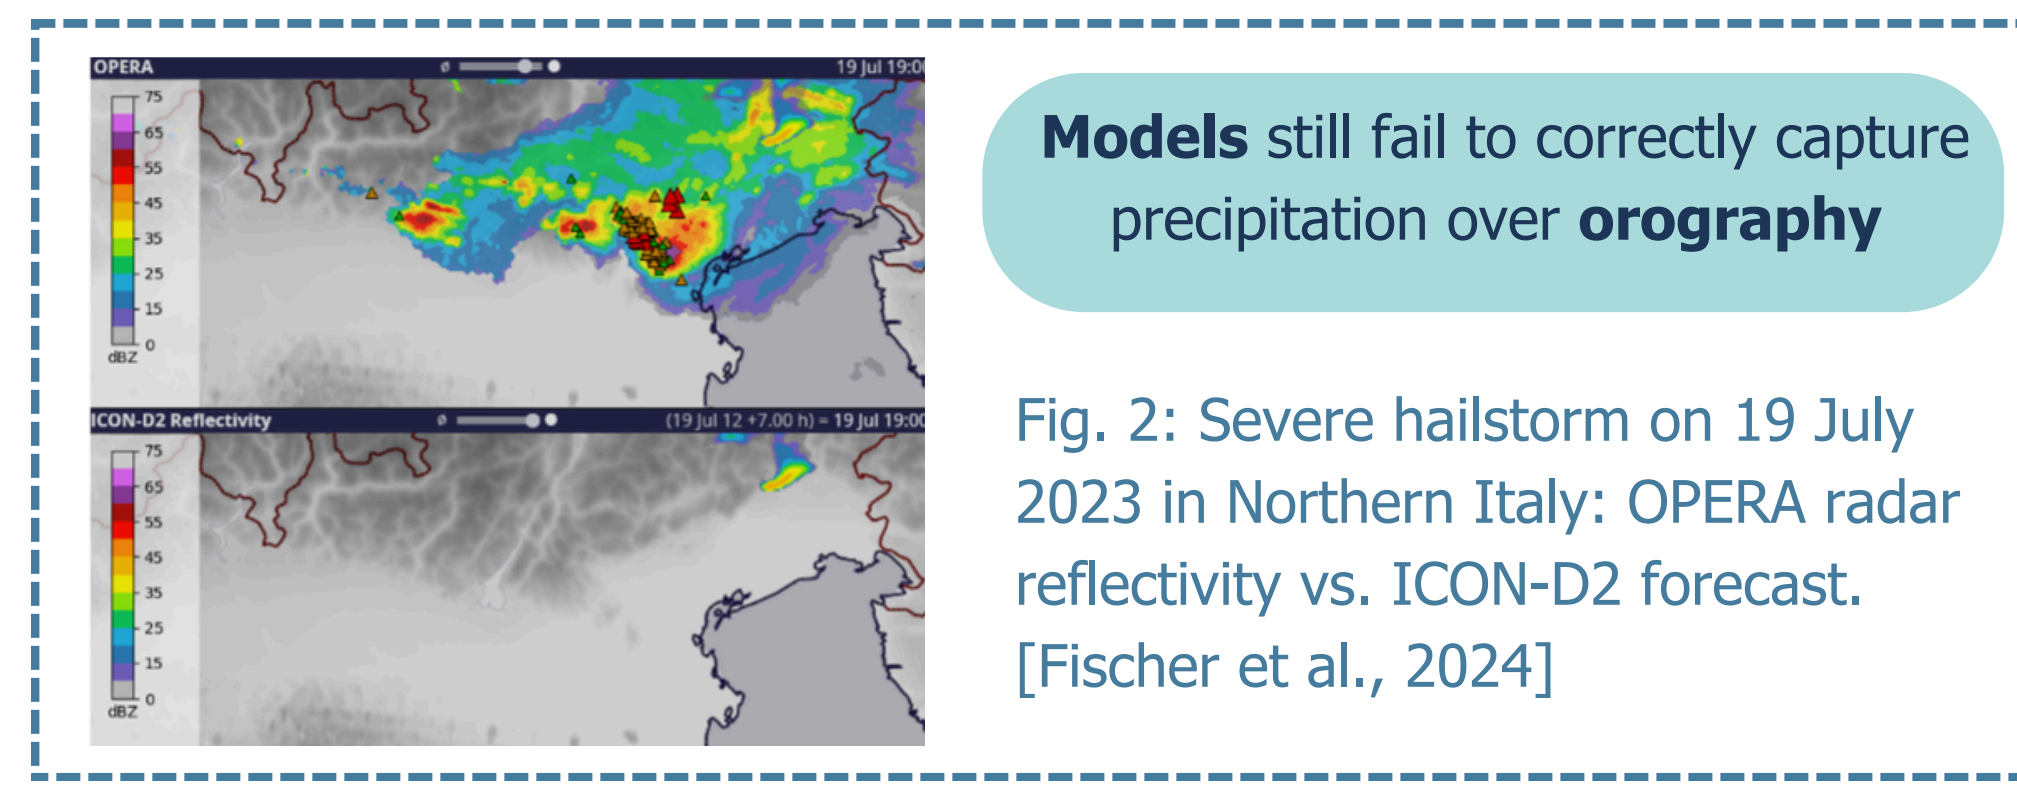 OPERA
19 Jul 19:00
75
65
55
45
35
25
15
0
dBZ
ICON-D2 Reflectivity
(19 Jul 12 +7.00 h) = 19 Jul 19:00
75
65
55
45
35
25
15
0
dBZ
Models still fail to correctly capture
precipitation over orography
Fig. 2: Severe hailstorm on 19 July
2023 in Northern Italy: OPERA radar
reflectivity vs. ICON-D2 forecast.
[Fischer et al., 2024]